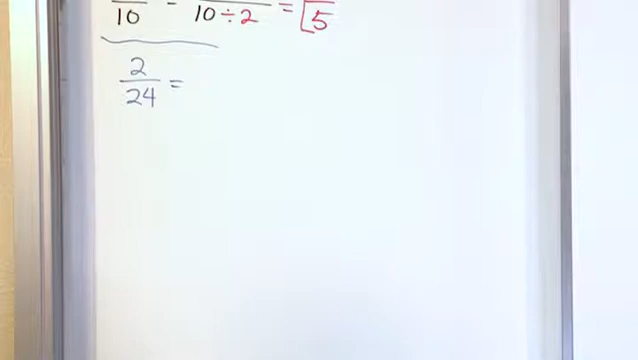 10 - 10÷2 = 5
2
24 =